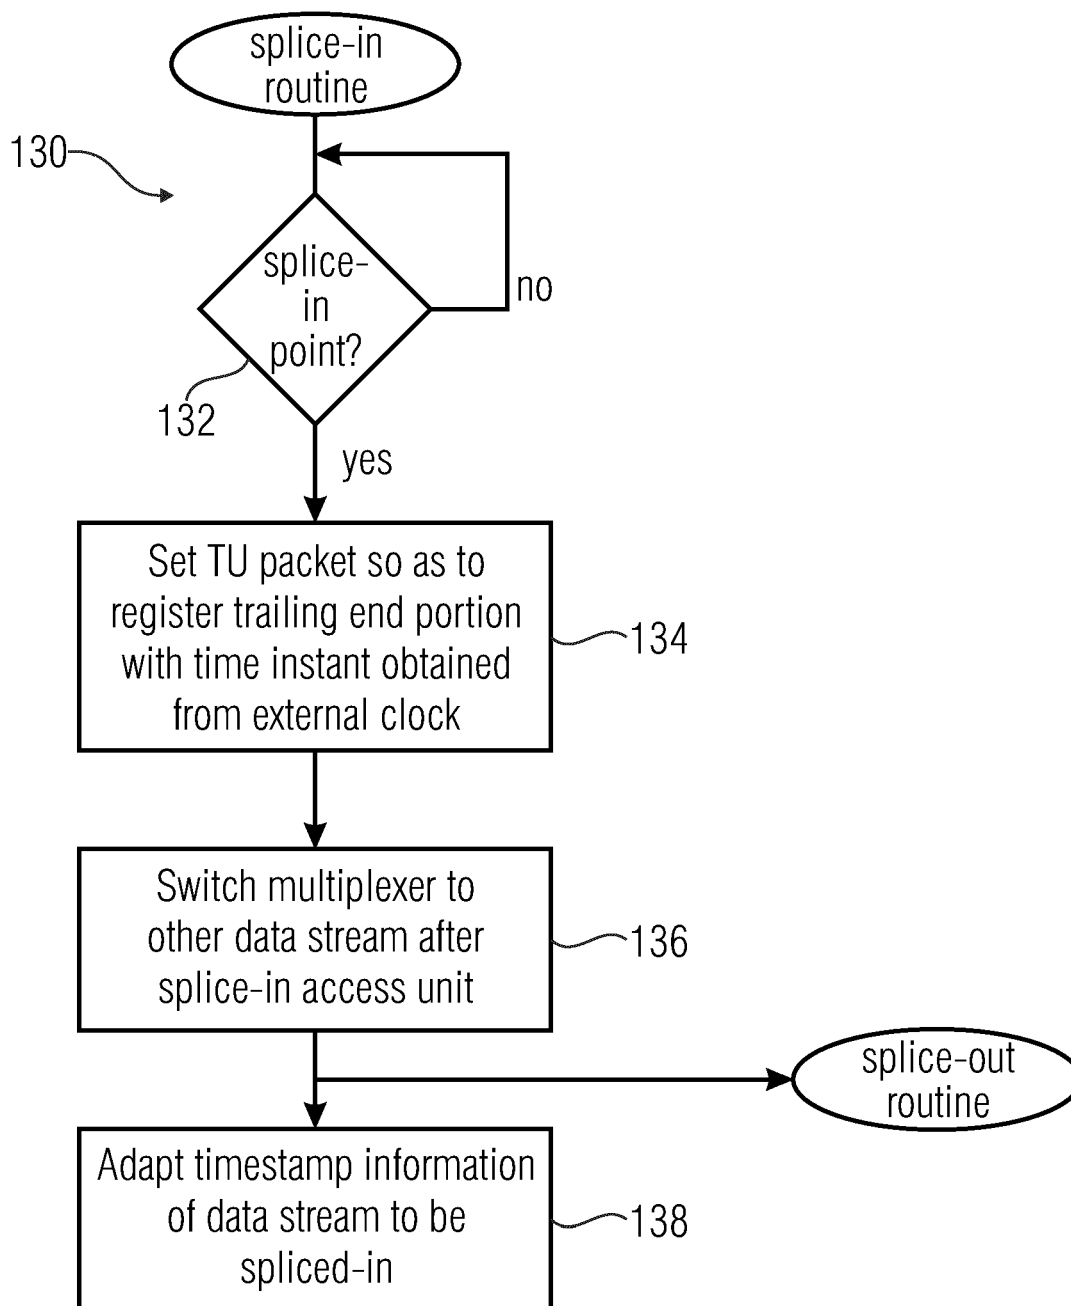 splice-in
routine
130
splice-
in
point?
no
132
yes
Set TU packet so as to
register trailing end portion
with time instant obtained
from external clock
134
Switch multiplexer to
other data stream after
splice-in access unit
136
splice-out
routine
Adapt timestamp information
of data stream to be
spliced-in
138